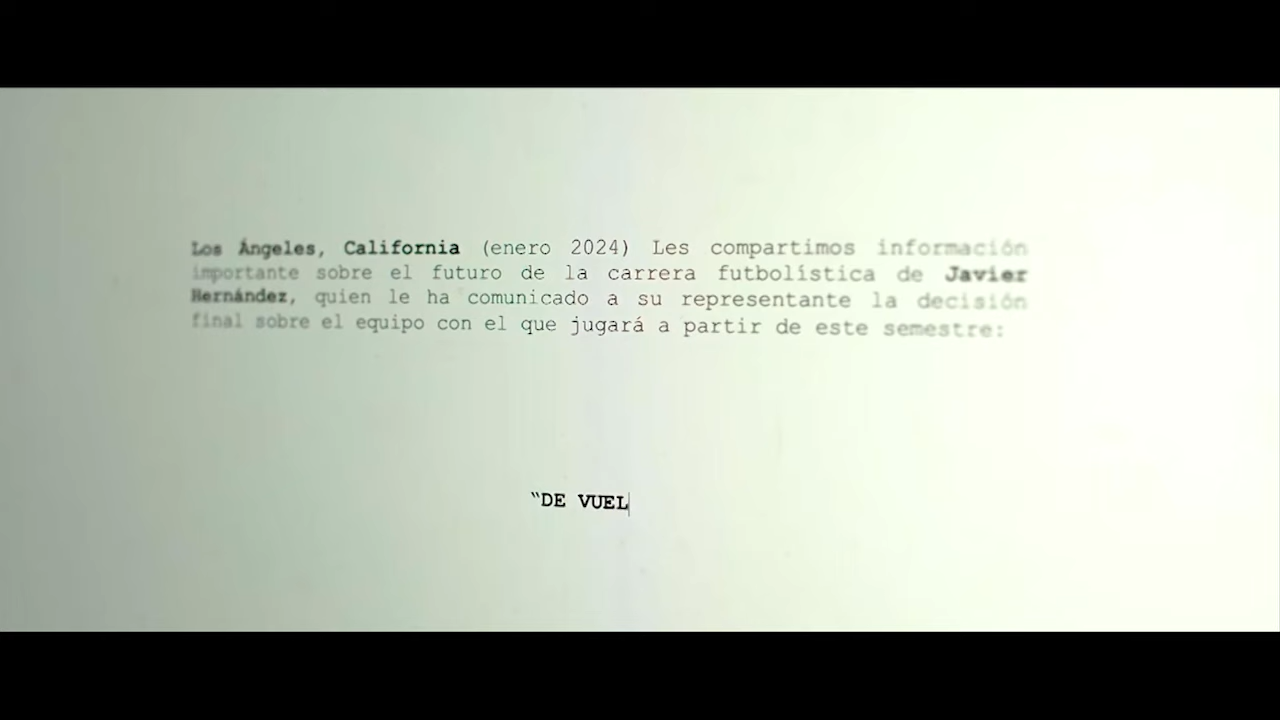 Los Ángeles, California (enero 2024) Les compartimos información
importante sobre el futuro de la carrera futbolística de Javier
Hernández, quien le ha comunicado a su representante la decisión
final sobre el equipo con el que jugará a partir de este semestre:
“DE VUEL